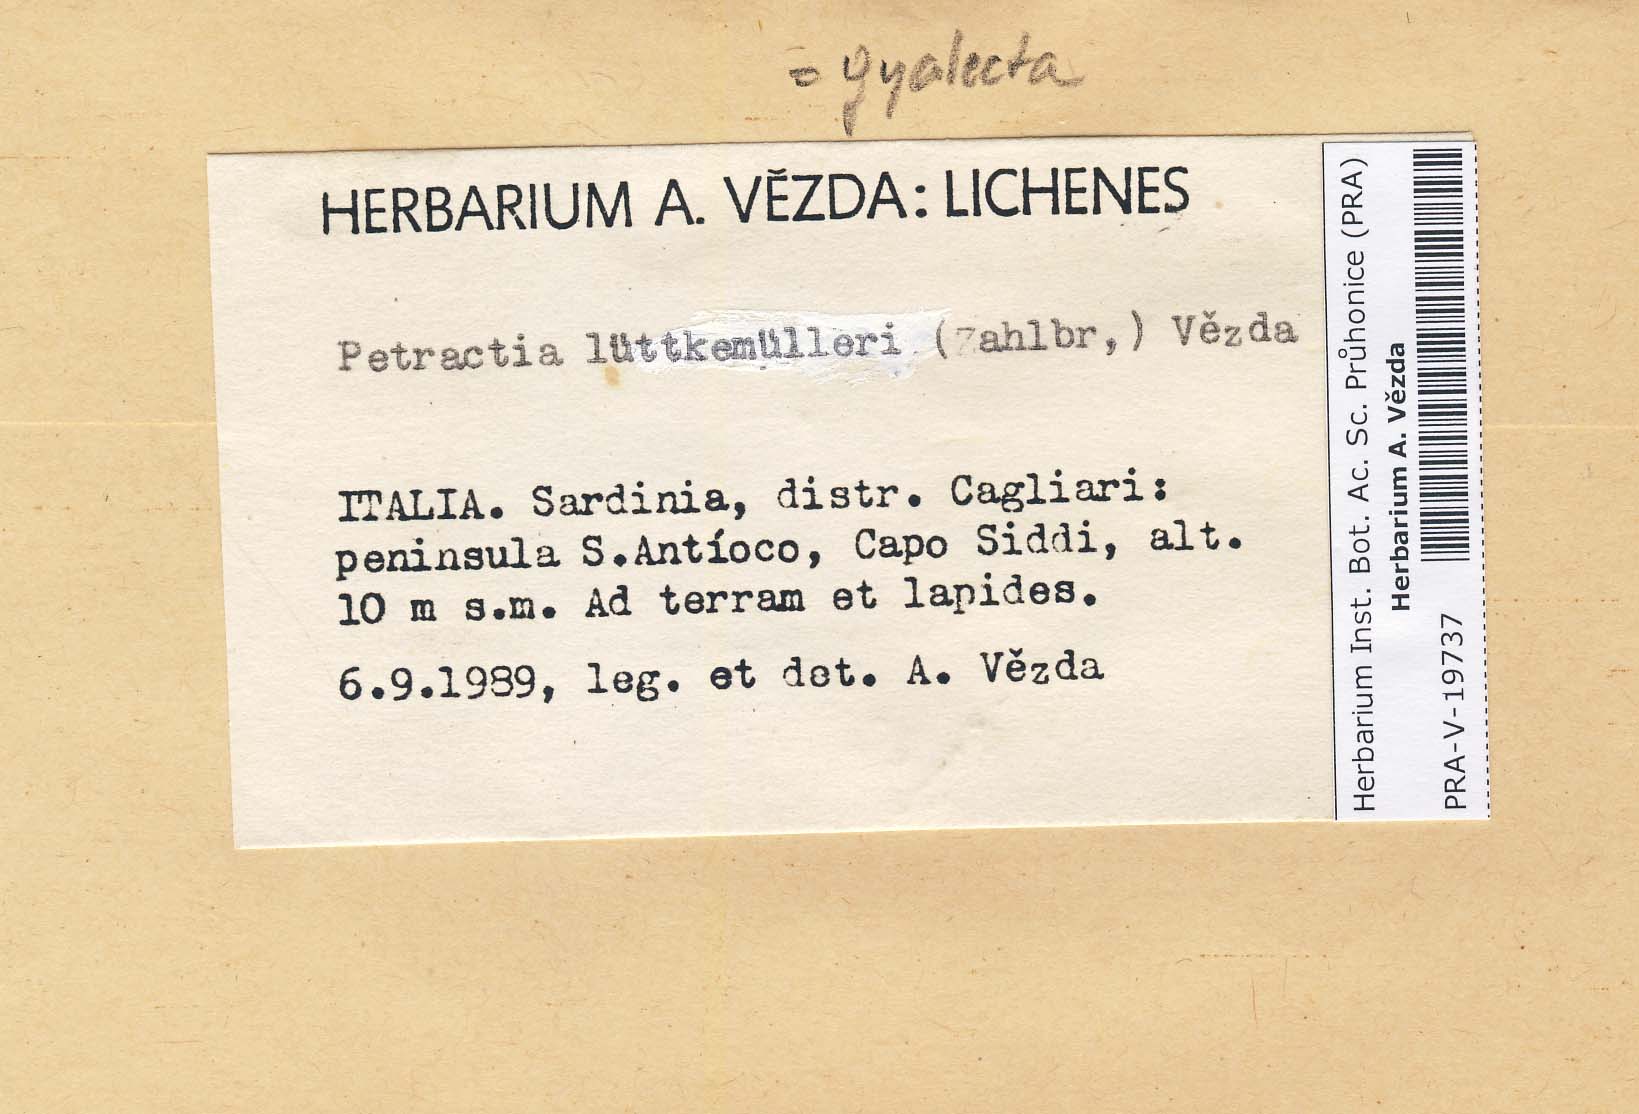 = gyalecta
HERBARIUM A. VĚZDA: LICHENES
Petractia lüttkemülleri (Zahlbr,) Vězda
ITALIA. Sardinia, distr. Cagliari:
peninsula S.Antíoco, Capo Siddi, alt.
10 m s.m. Ad terram et lapides.
6.9.1989, leg. et det. A. Vězda
Herbarium Inst. Bot. Ac. Sc. Průhonice (PRA)
Herbarium A. Vězda
PRA-V-19737